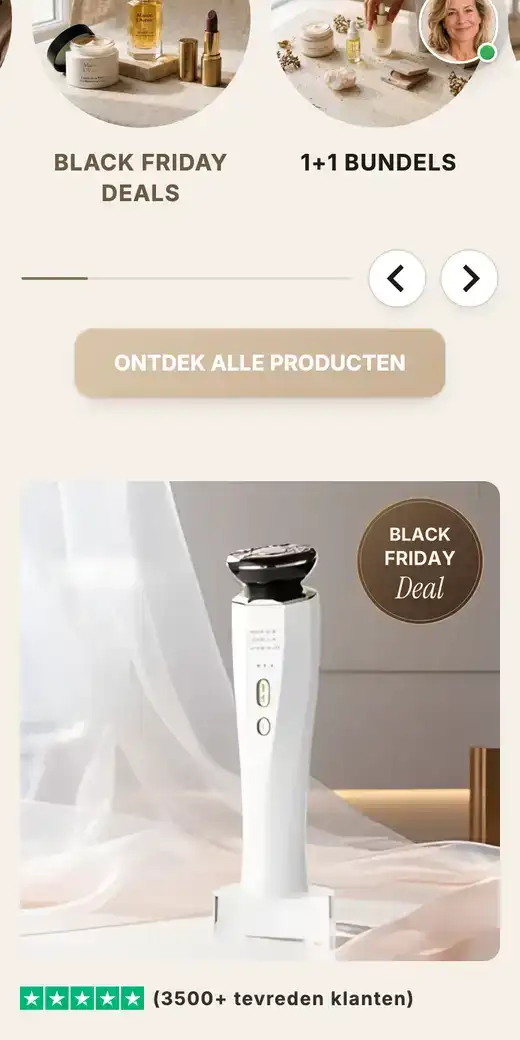 BLACK FRIDAY
DEALS
1+1 BUNDELS
ONTDEK ALLE PRODUCTEN
BLACK
FRIDAY
Deal
(3500+ tevreden klanten)